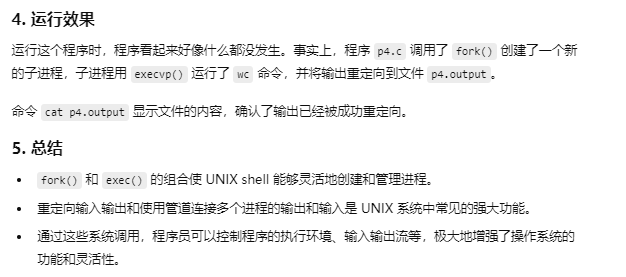 4. 运行效果
运行这个程序时，程序看起来好像什么都没发生。事实上，程序 p4.c 调用了 fork() 创建了一个新
的子进程，子进程用 execvp() 运行了 wc 命令，并将输出重定向到文件 p4.output。
命令 cat p4.output 显示文件的内容，确认了输出已经被成功重定向。
5. 总结
• fork() 和 exec() 的组合使 UNIX shell 能够灵活地创建和管理进程。
• 重定向输入输出和使用管道连接多个进程的输出和输入是 UNIX 系统中常见的强大功能。
• 通过这些系统调用，程序员可以控制程序的执行环境、输入输出流等，极大地增强了操作系统的
功能和灵活性。